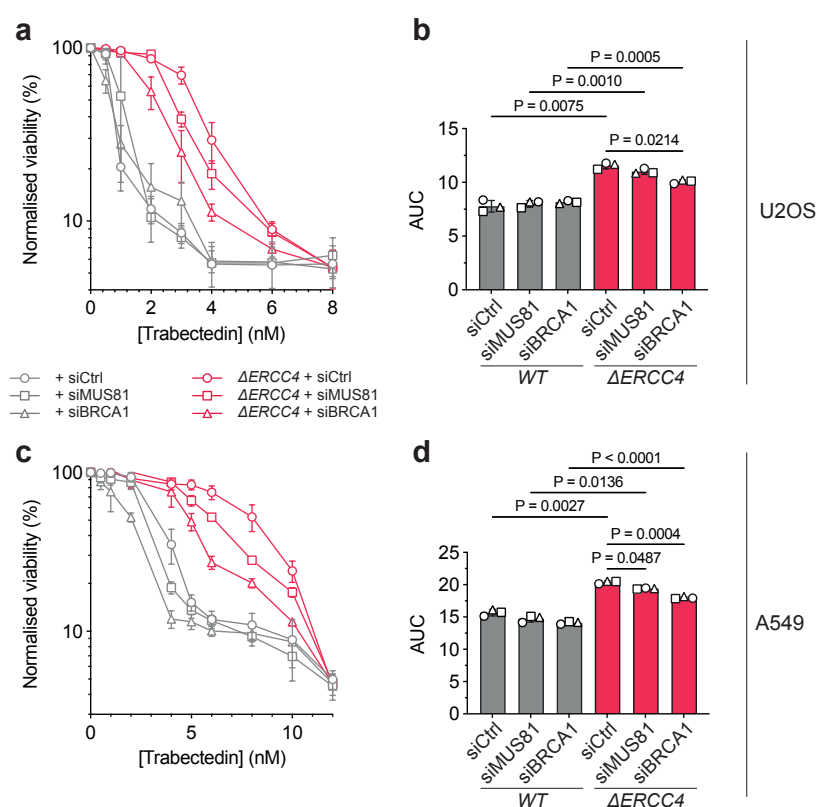 a
Normalised viability (%)
100
10
0 2 4 6 8
[Trabectedin] (nM)
b
P = 0.0005
P = 0.0010
P = 0.0075
P = 0.0214
AUC
15
10
5
0
siCtrl siMUS81 siBRCA1 siCtrl siMUS81 siBRCA1
WT ΔERCC4
U2OS
+ siCtrl ΔERCC4 + siCtrl
+ siMUS81 ΔERCC4 + siMUS81
+ siBRCA1 ΔERCC4 + siBRCA1
c
Normalised viability (%)
100
10
0 5 10
[Trabectedin] (nM)
d
P < 0.0001
P = 0.0136
P = 0.0027
P = 0.0004
P = 0.0487
AUC
25
20
15
10
5
0
siCtrl siMUS81 siBRCA1 siCtrl siMUS81 siBRCA1
WT ΔERCC4
A549